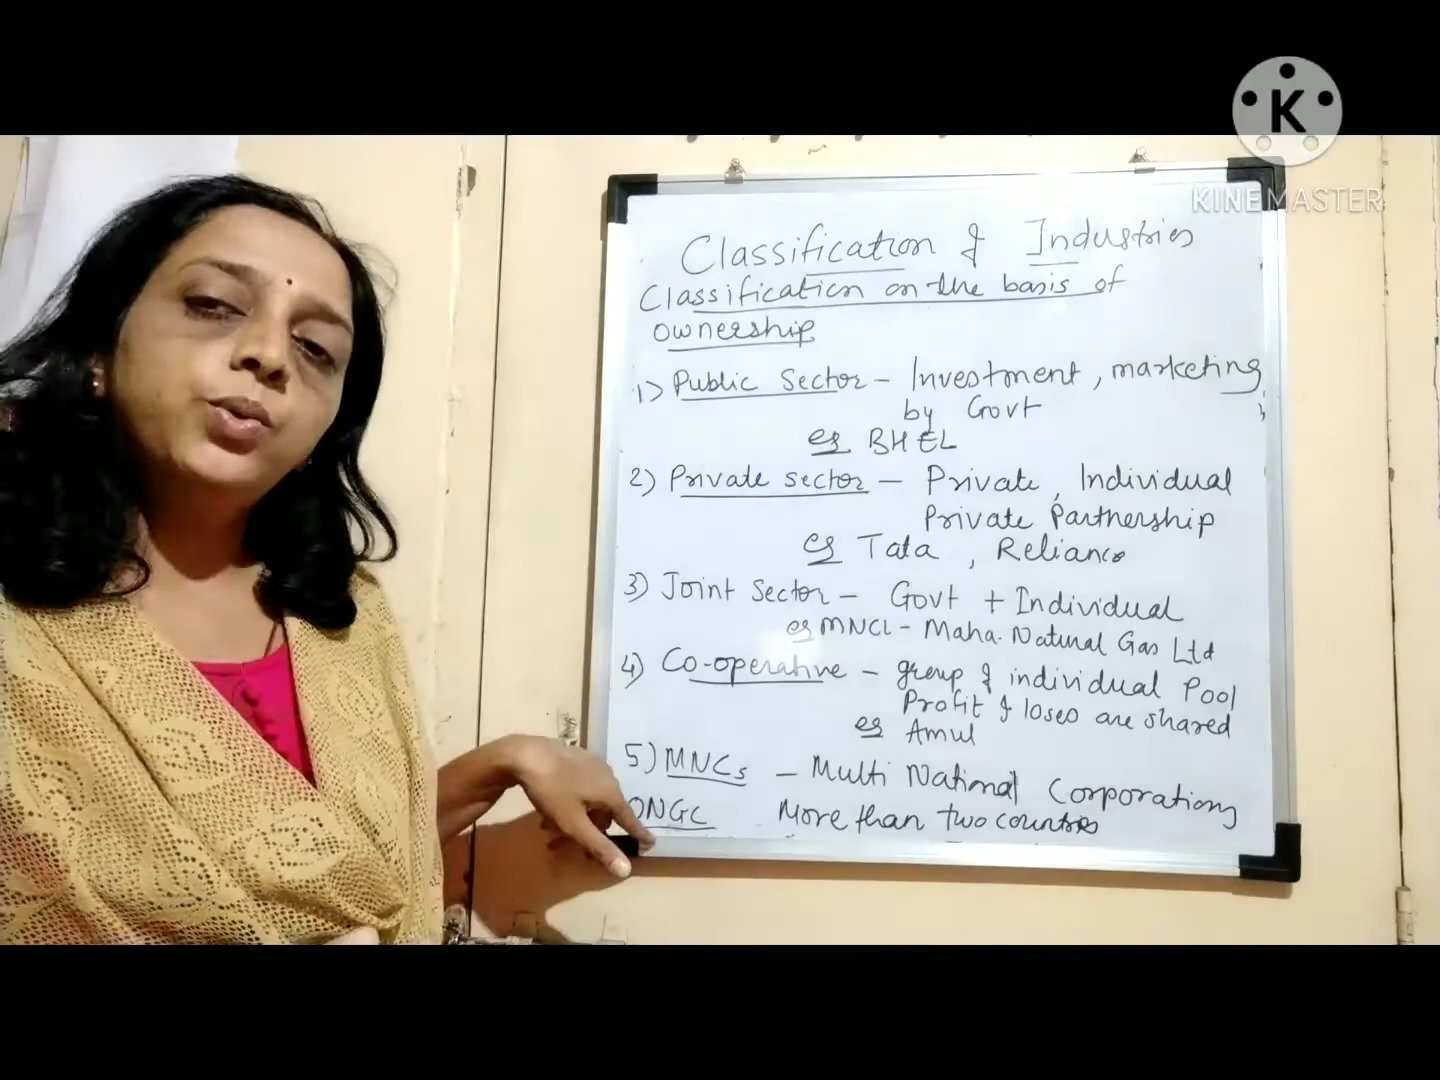 K
KINEMASTER
Classification of Industries
Classification on the basis of
ownership
1) Public Sector - Investment, marketing
by Govt
eg BHEL
2) Private sector - Private, Individual
Private Partnership
eg Tata, Reliance
3) Joint Sector - Govt + Individual
eg MNCL - Maha. Natural Gas Ltd
4) Co-operative - group of individual Pool
Profit & loses are shared
eg Amul
5) MNCs - Multi National Corporations
ONGC More than two countries